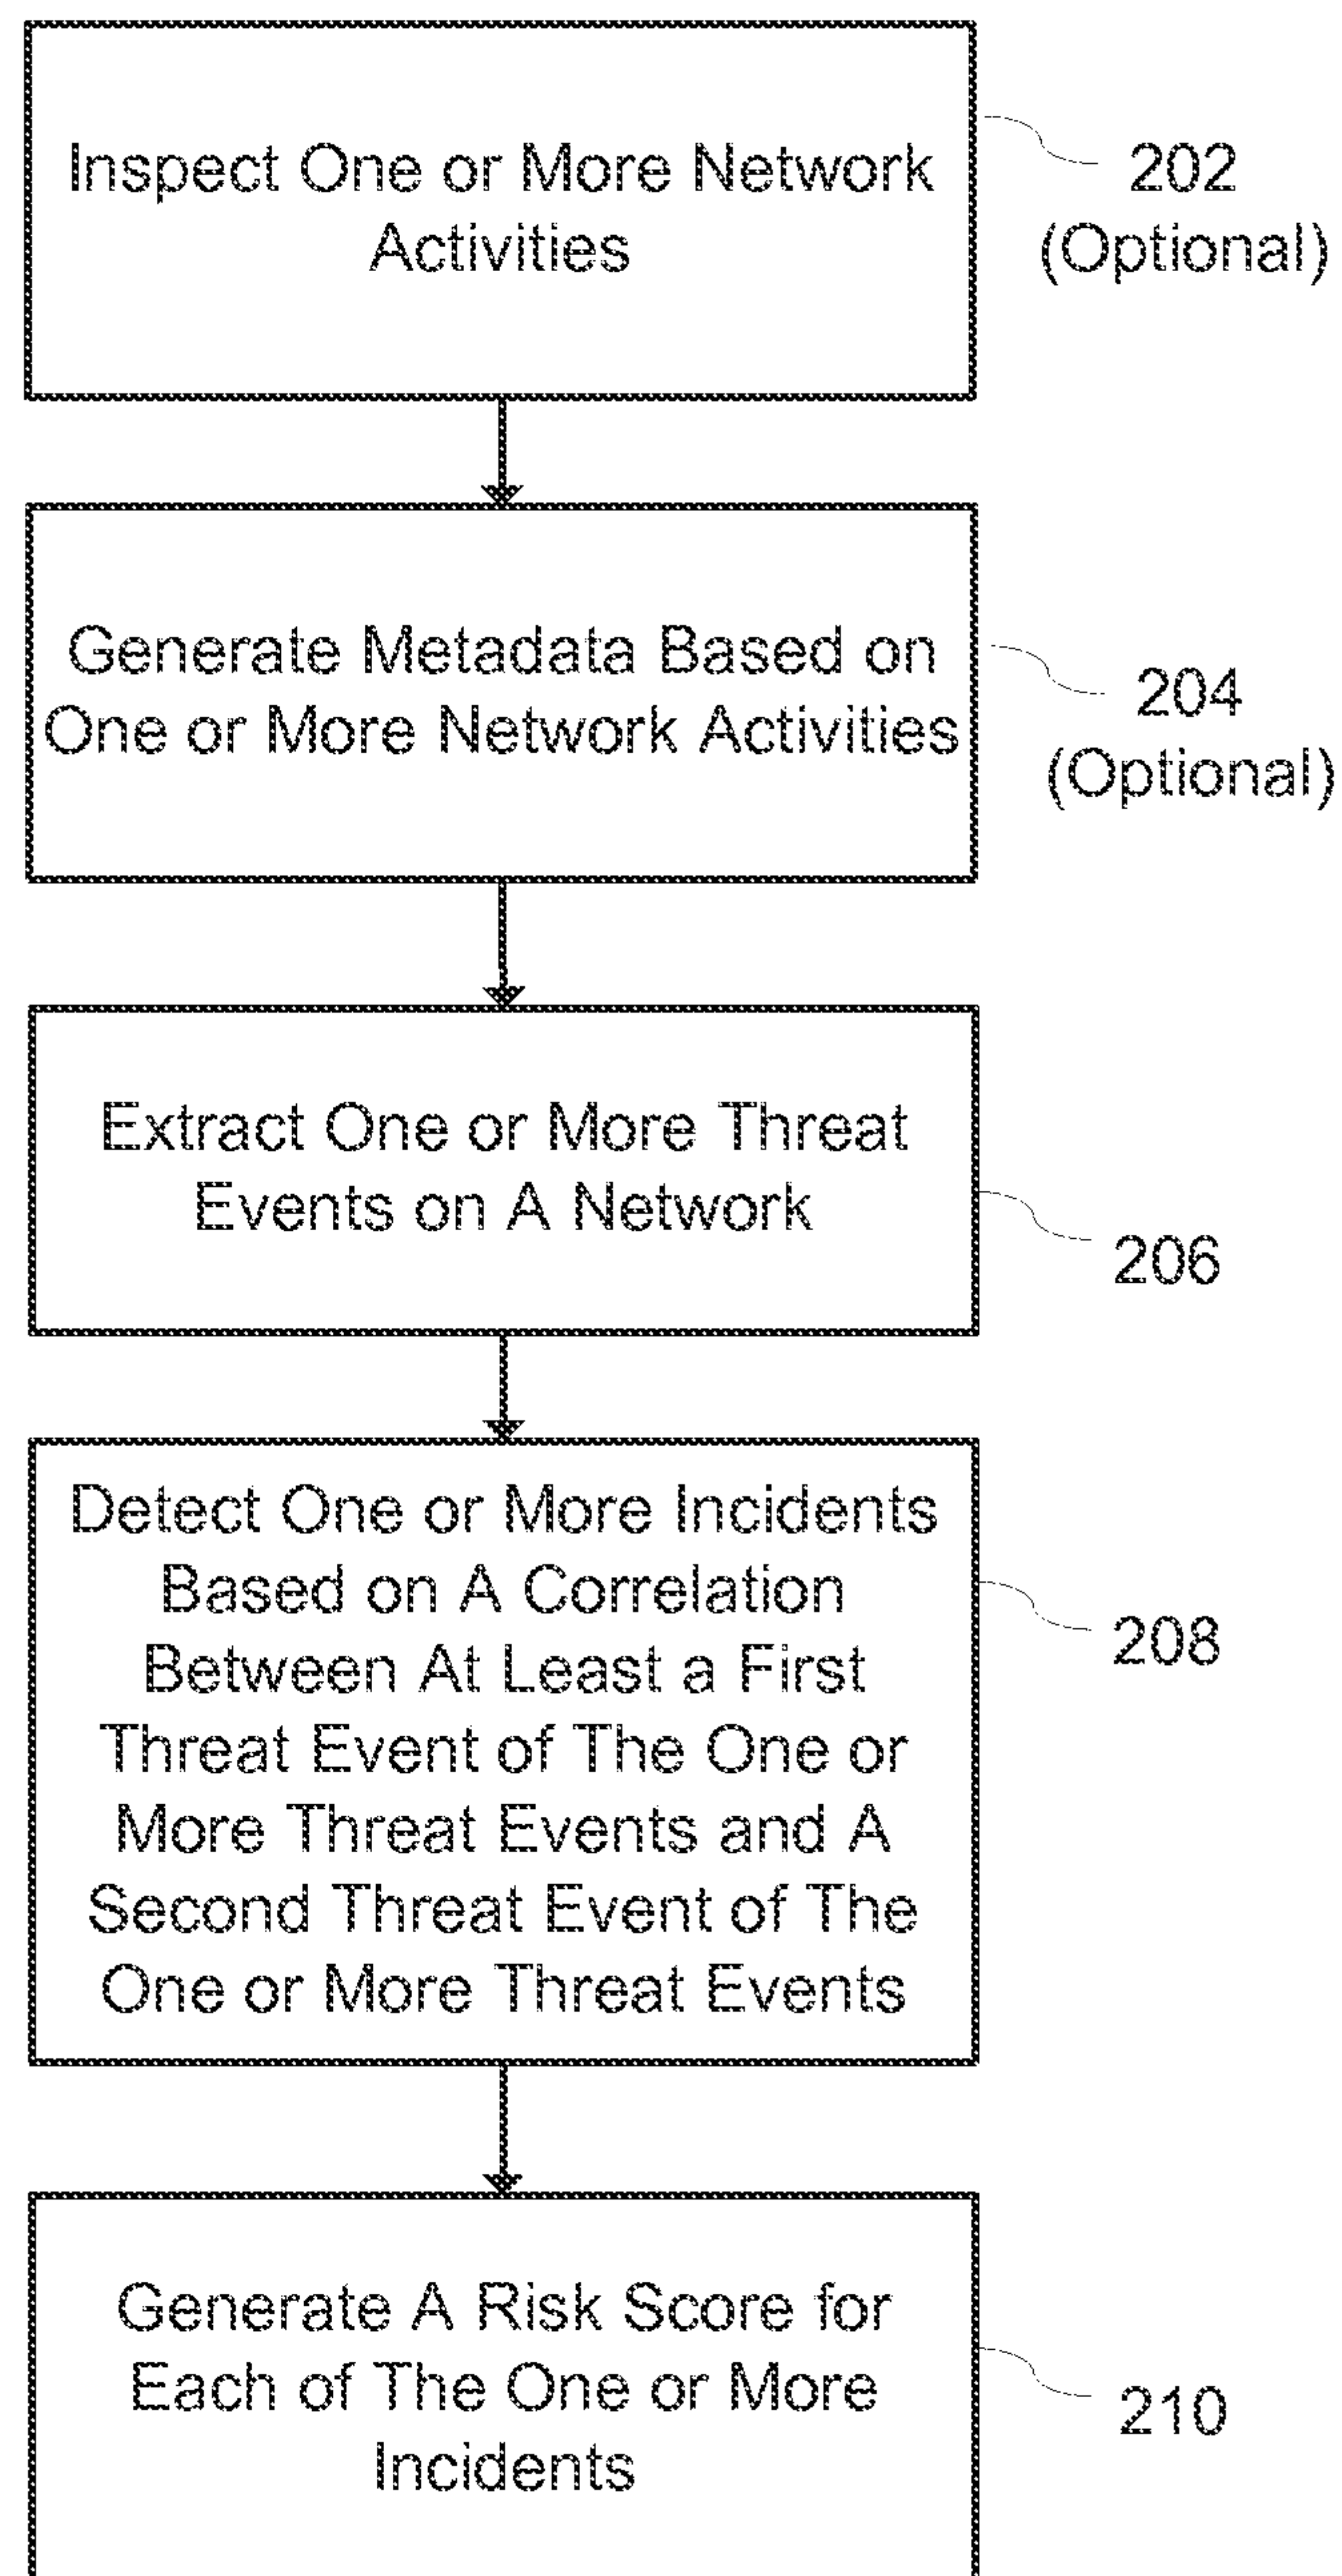 Inspect One or More Network
Activities
202
(Optional)
Generate Metadata Based on
One or More Network Activities
204
(Optional)
Extract One or More Threat
Events on A Network
206
Detect One or More Incidents
Based on A Correlation
Between At Least a First
Threat Event of The One or
More Threat Events and A
Second Threat Event of The
One or More Threat Events
208
Generate A Risk Score for
Each of The One or More
Incidents
210